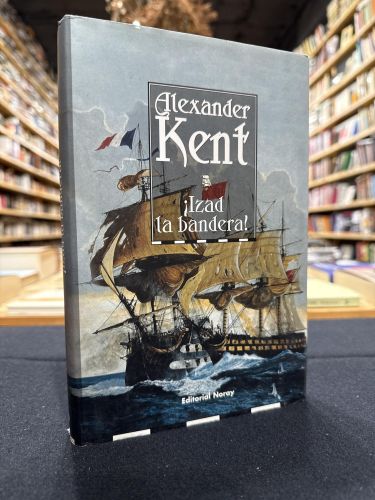 Alexander
Kent
¡Izad
la bandera!
Editorial Noray